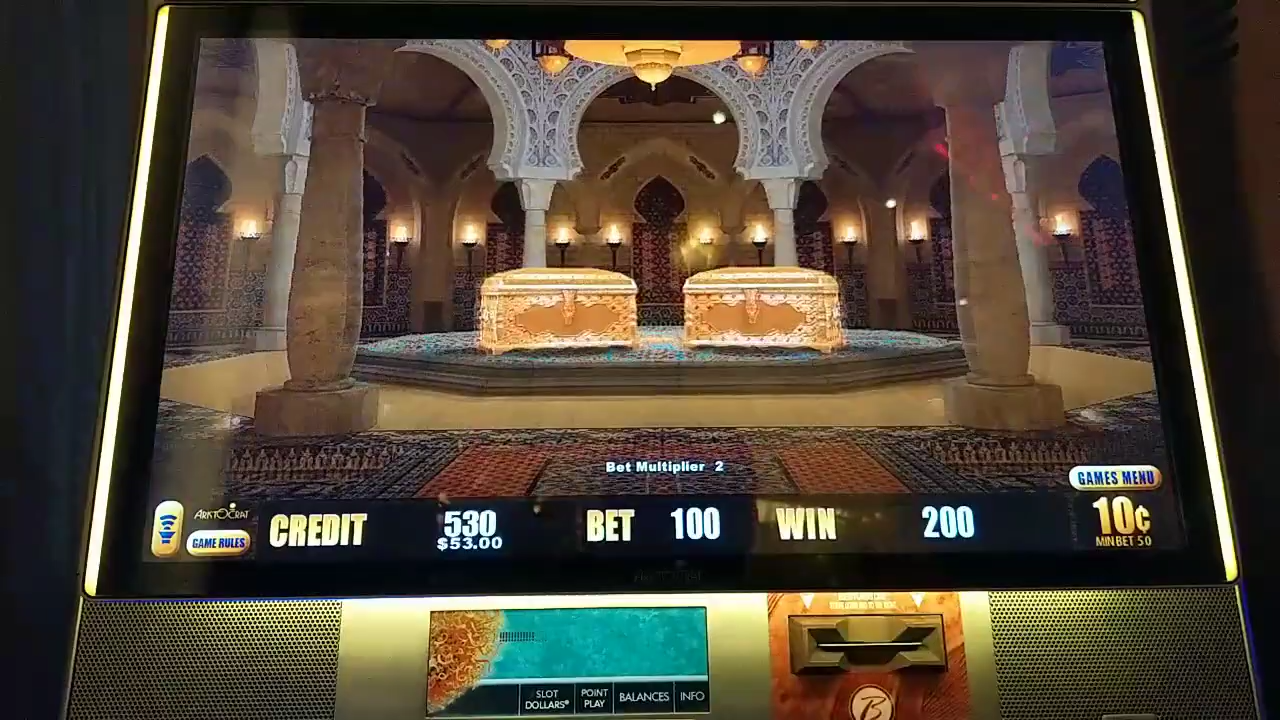 Bet Multiplier 2
GAMES MENU
ARISTOCRAT
GAME RULES
CREDIT
530
$53.00
BET 100
WIN 200
10¢
MIN BET 50
SLOT DOLLARS®
POINT PLAY
BALANCES
INFO
B